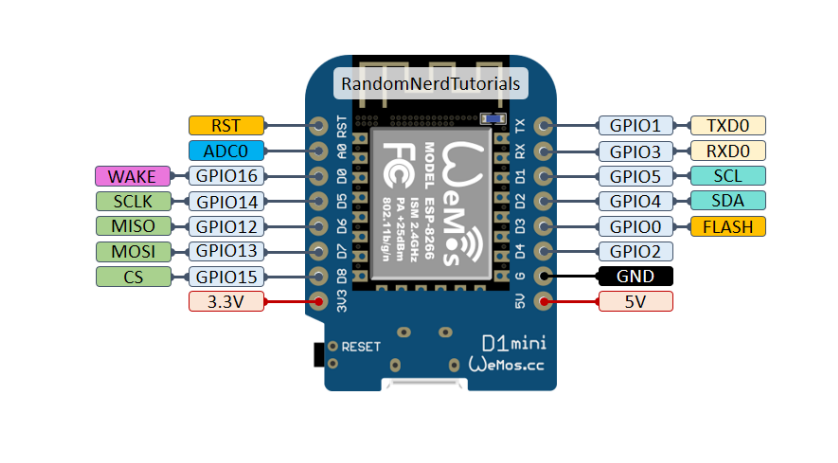 RandomNerdTutorials
RST RST TX GPIO1 TXD0
ADC0 A0 RX GPIO3 RXD0
WAKE GPIO16 D0 D1 GPIO5 SCL
SCLK GPIO14 D5 D2 GPIO4 SDA
MISO GPIO12 D6 D3 GPIO0 FLASH
MOSI GPIO13 D7 D4 GPIO2
CS GPIO15 D8 G GND
3.3V 3V3 5V 5V
WeMos
MODEL ESP-8266
ISM 2.4GHz
PA +25dBm
802.11b/g/n
FC
RESET
D1mini
WeMos.cc